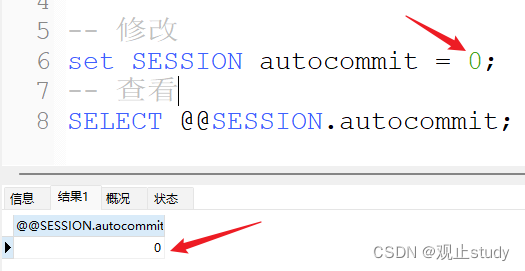 5 -- 修改
6 set SESSION autocommit = 0;
7 -- 查看
8 SELECT @@SESSION.autocommit;
信息 结果1 概况 状态
@@SESSION.autocommit
0
CSDN @观止study